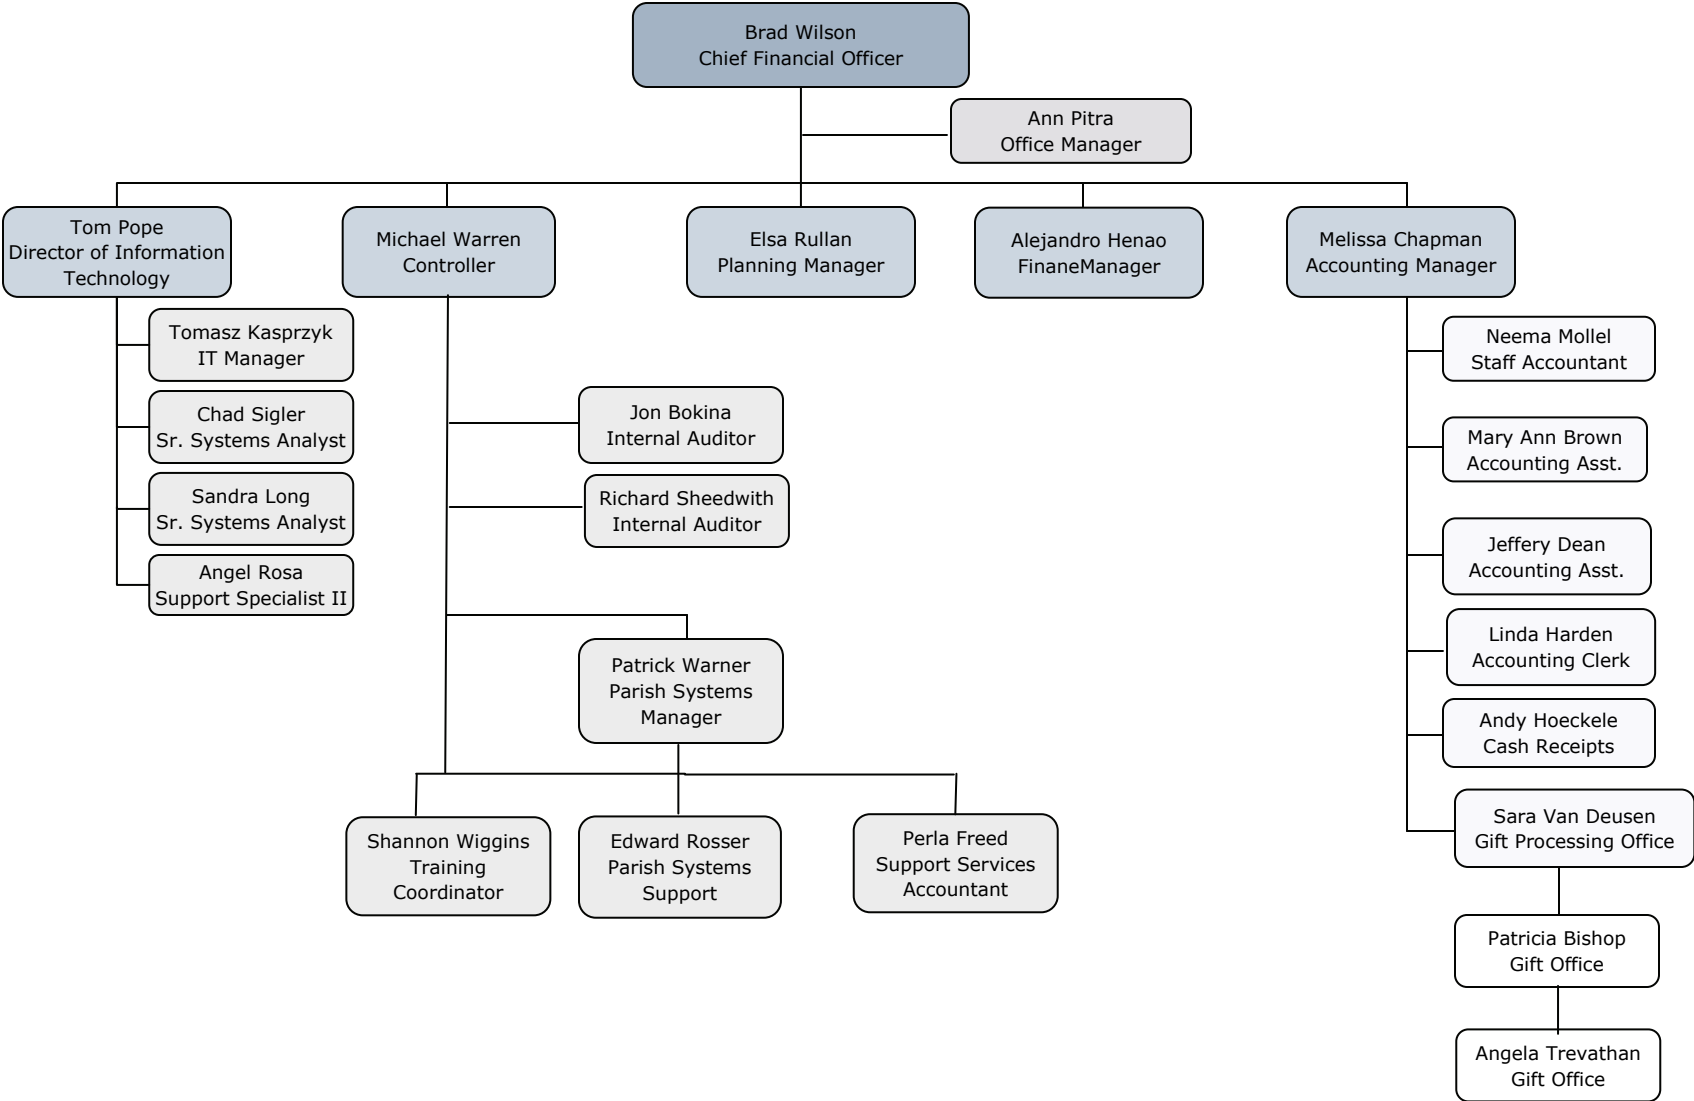 Brad Wilson
Chief Financial Officer
Ann Pitra
Office Manager
Tom Pope
Director of Information
Technology
Michael Warren
Controller
Elsa Rullan
Planning Manager
Alejandro Henao
FinaneManager
Melissa Chapman
Accounting Manager
Tomasz Kasprzyk
IT Manager
Chad Sigler
Sr. Systems Analyst
Sandra Long
Sr. Systems Analyst
Angel Rosa
Support Specialist II
Jon Bokina
Internal Auditor
Richard Sheedwith
Internal Auditor
Patrick Warner
Parish Systems
Manager
Shannon Wiggins
Training
Coordinator
Edward Rosser
Parish Systems
Support
Perla Freed
Support Services
Accountant
Neema Mollel
Staff Accountant
Mary Ann Brown
Accounting Asst.
Jeffery Dean
Accounting Asst.
Linda Harden
Accounting Clerk
Andy Hoeckele
Cash Receipts
Sara Van Deusen
Gift Processing Office
Patricia Bishop
Gift Office
Angela Trevathan
Gift Office